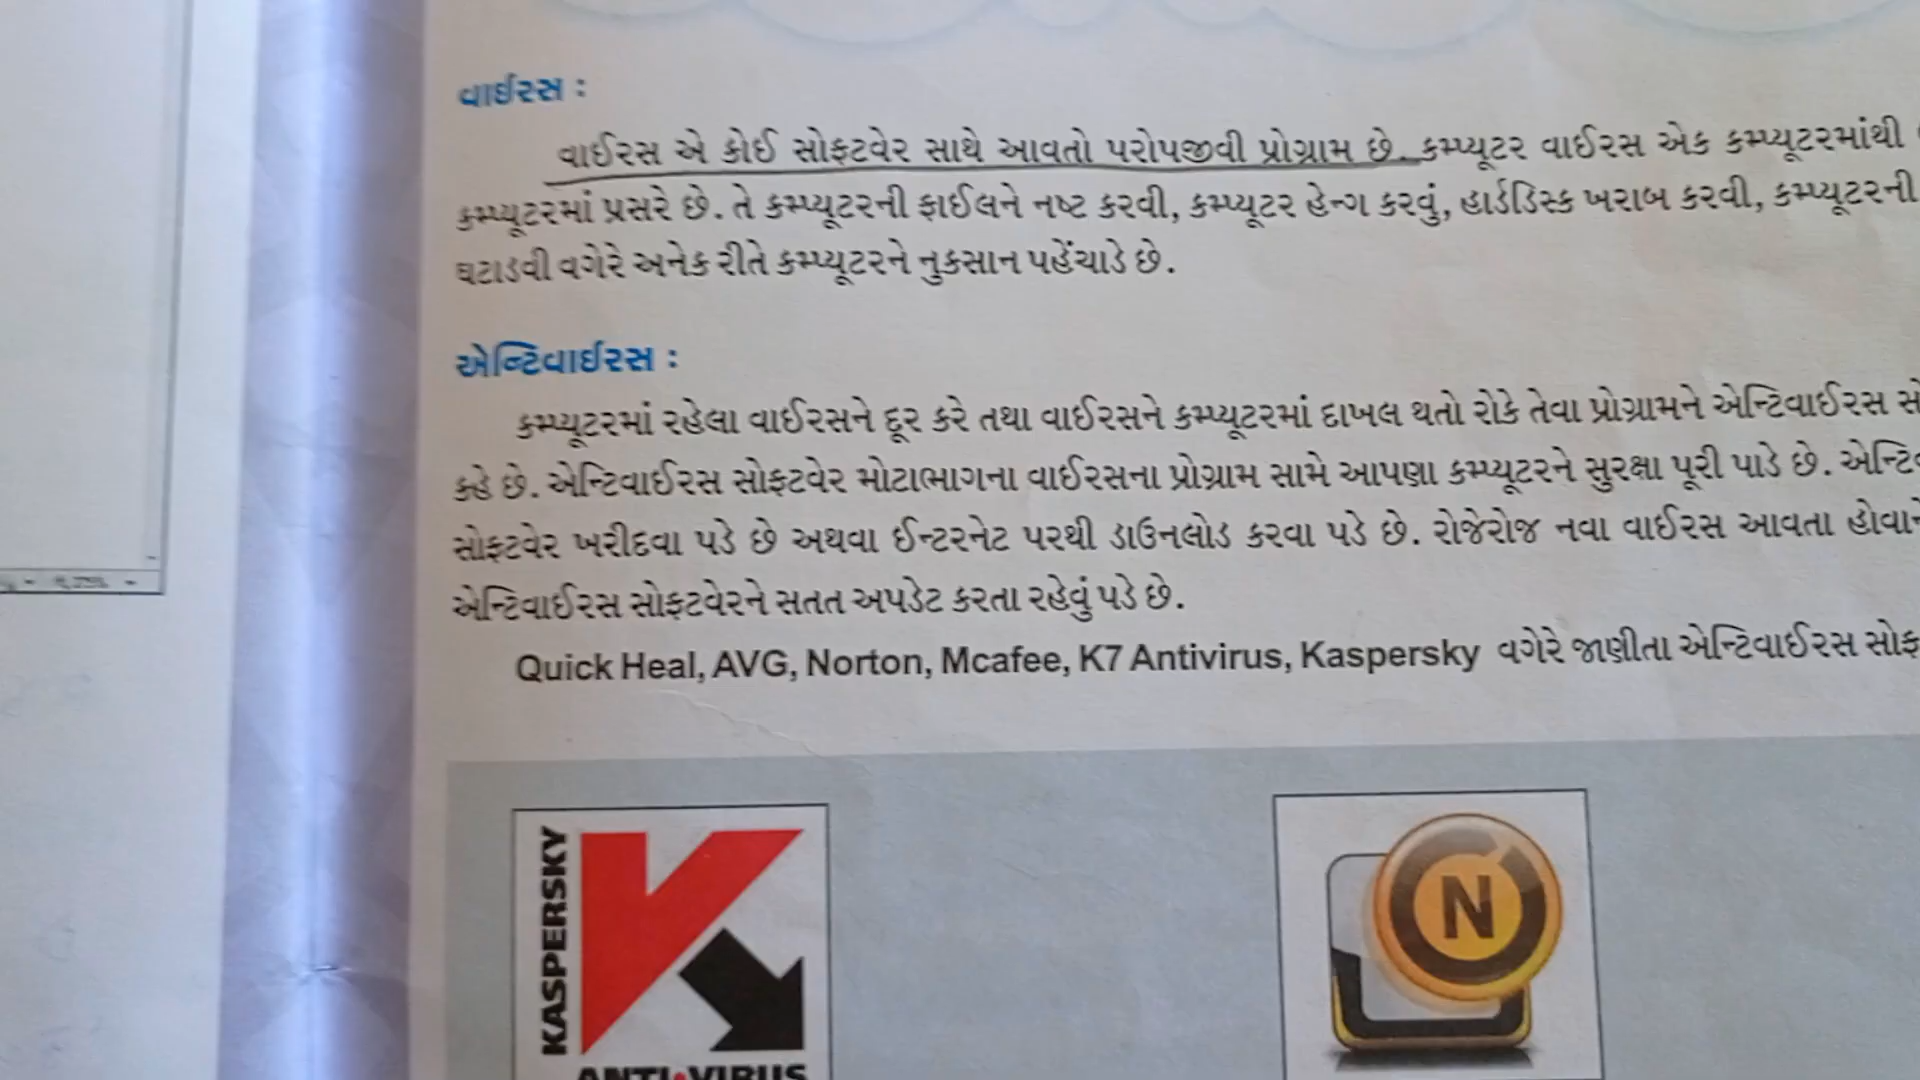 વાઈરસ :
વાઈરસ એ કોઈ સોફ્ટવેર સાથે આવતો પરોપજીવી પ્રોગ્રામ છે. કમ્પ્યૂટર વાઈરસ એક કમ્પ્યૂટરમાંથી
કમ્પ્યૂટરમાં પ્રસરે છે. તે કમ્પ્યૂટરની ફાઈલને નષ્ટ કરવી, કમ્પ્યૂટર હેન્ગ કરવું, હાર્ડડિસ્ક ખરાબ કરવી, કમ્પ્યૂટરની
ઘટાડવી વગેરે અનેક રીતે કમ્પ્યૂટરને નુકસાન પહોંચાડે છે.
એન્ટિવાઈરસ :
કમ્પ્યૂટરમાં રહેલા વાઈરસને દૂર કરે તથા વાઈરસને કમ્પ્યૂટરમાં દાખલ થતો રોકે તેવા પ્રોગ્રામને એન્ટિવાઈરસ
કહે છે. એન્ટિવાઈરસ સોફ્ટવેર મોટાભાગના વાઈરસના પ્રોગ્રામ સામે આપણા કમ્પ્યૂટરને સુરક્ષા પૂરી પાડે છે.
સોફ્ટવેર ખરીદવા પડે છે અથવા ઈન્ટરનેટ પરથી ડાઉનલોડ કરવા પડે છે. રોજેરોજ નવા વાઈરસ આવતા
એન્ટિવાઈરસ સોફ્ટવેરને સતત અપડેટ કરતા રહેવું પડે છે.
Quick Heal, AVG, Norton, Mcafee, K7 Antivirus, Kaspersky વગેરે જાણીતા એન્ટિવાઈરસ
KASPERSKY
ANTI•VIRUS
N